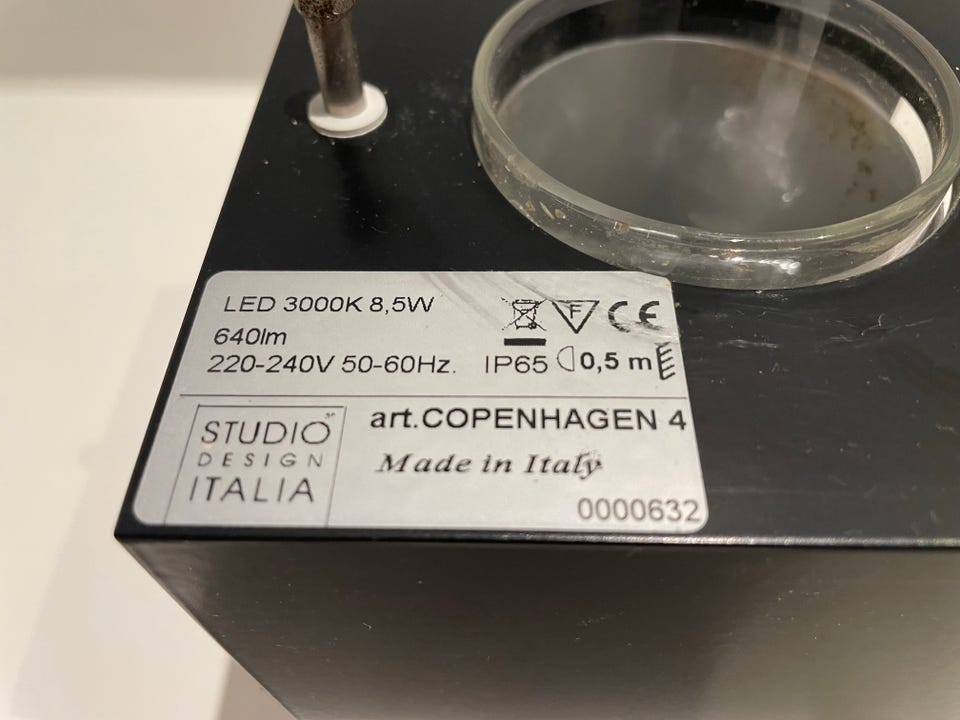 LED 3000K 8,5W
640lm
220-240V 50-60Hz. IP65 0,5 m
F CE
STUDIO
DESIGN
ITALIA
art.COPENHAGEN 4
Made in Italy
0000632